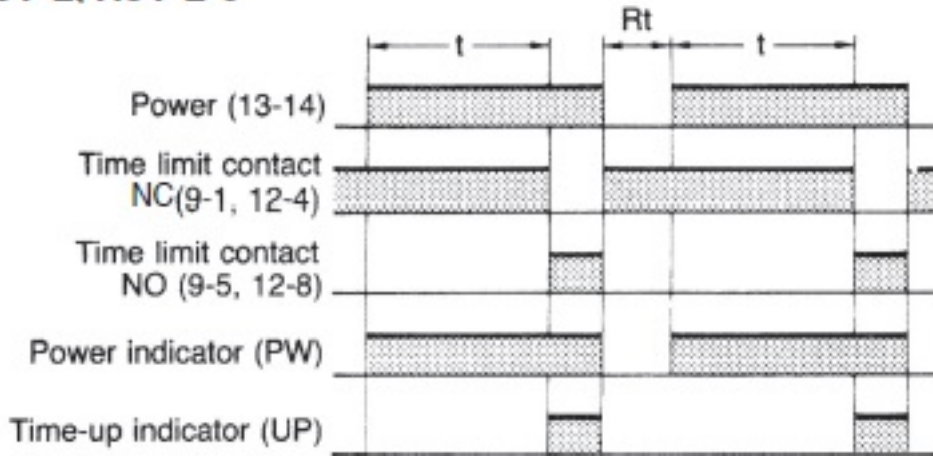 Rt
t
t
Power (13-14)
Time limit contact
NC(9-1, 12-4)
Time limit contact
NO (9-5, 12-8)
Power indicator (PW)
Time-up indicator (UP)